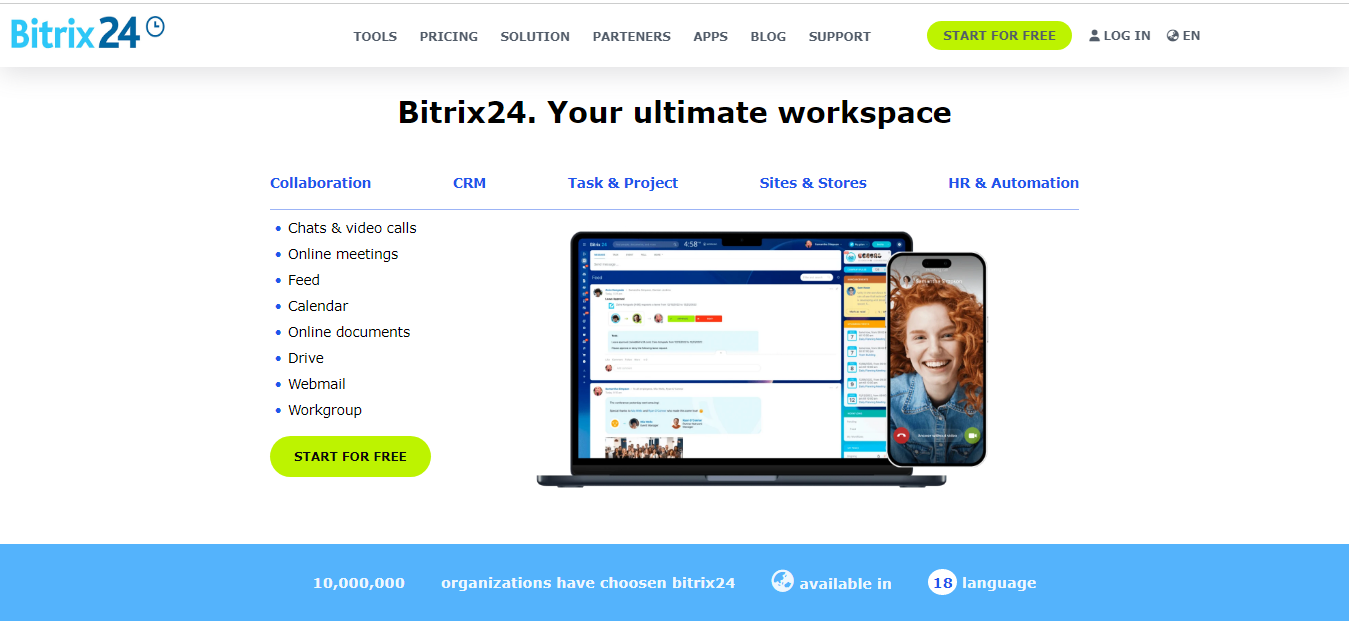 Bitrix24
TOOLS PRICING SOLUTION PARTENERS APPS BLOG SUPPORT START FOR FREE LOG IN EN
Bitrix24. Your ultimate workspace
Collaboration CRM Task & Project Sites & Stores HR & Automation
Chats & video calls
Online meetings
Feed
Calendar
Online documents
Drive
Webmail
Workgroup
START FOR FREE
Bitrix 24
4:58
Feed
10,000,000 organizations have choosen bitrix24 available in 18 language